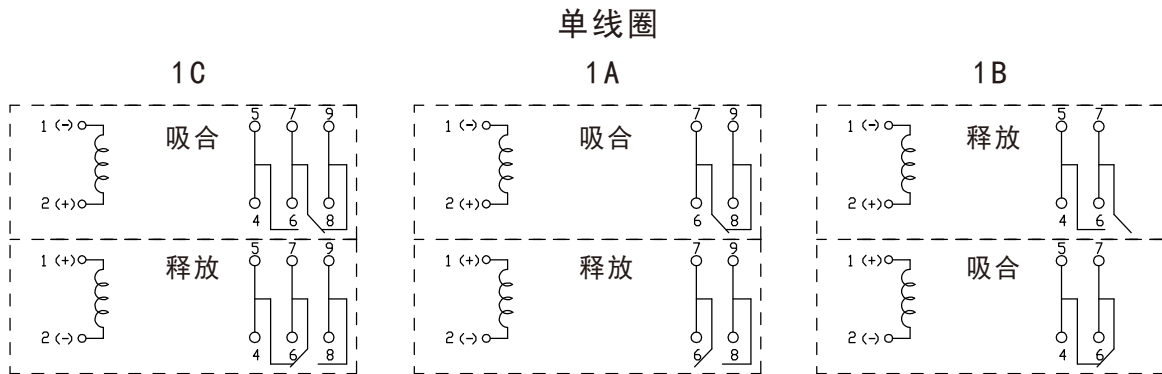 单线圈
1C 1A 1B
5 7 9 7 9 5 7
1 (-) 吸合 1 (-) 吸合 1 (-) 释放
2 (+) 2 (+) 2 (+)
4 6 8 6 8 4 6
5 7 9 7 9 5 7
1 (+) 释放 1 (+) 释放 1 (+) 吸合
2 (-) 2 (-) 2 (-)
4 6 8 6 8 4 6